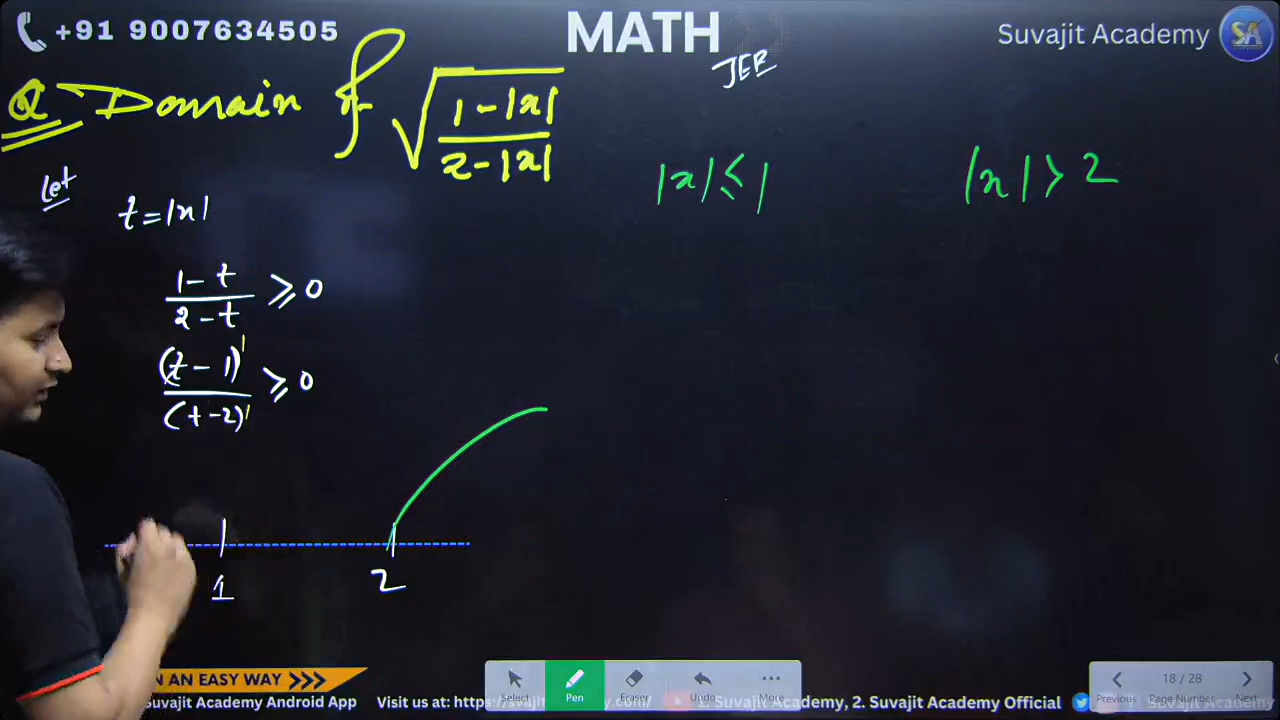 +91 9007634505
MATH
Suvajit Academy
SA
JEE
Q Domain of √((1-|x|)/(2-|x|))
let
t=|x|
|x|≤1
|x|>2
(1-t)/(2-t) ≥ 0
(t-1)¹/(t-2)¹ ≥ 0
1
2
N AN EASY WAY >>>
Suvajit Academy Android App
Visit us at: https://suvaj
Suvajit Academy, 2. Suvajit Academy Official
Select
Pen
Eraser
Undo
More
18 / 28
Previous
Page Number
Next